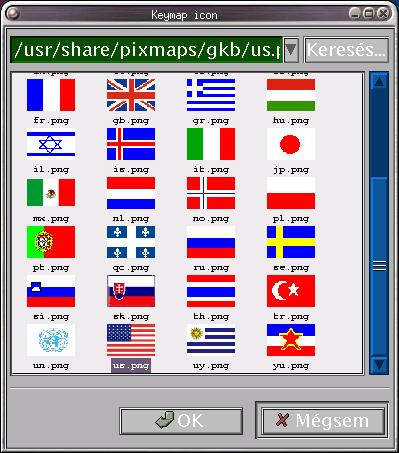 Keymap icon
/usr/share/pixmaps/gkb/us.p
Keresés...
fr.png gb.png gr.png hu.png
il.png is.png it.png jp.png
mx.png nl.png no.png pl.png
pt.png qc.png ru.png se.png
si.png sk.png th.png tr.png
un.png us.png uy.png yu.png
OK
Mégsem